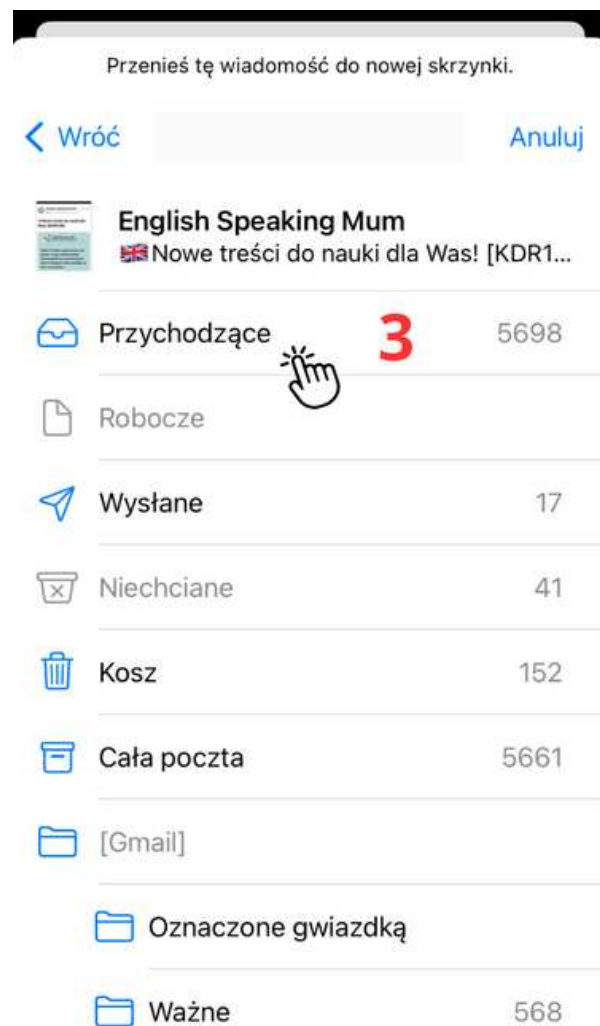 Przenieś tę wiadomość do nowej skrzynki.
Wróć Anuluj
English Speaking Mum
🇬🇧Nowe treści do nauki dla Was! [KDR1...
Przychodzące 3 5698
Robocze
Wysłane 17
Niechciane 41
Kosz 152
Cała poczta 5661
[Gmail]
Oznaczone gwiazdką
Ważne 568